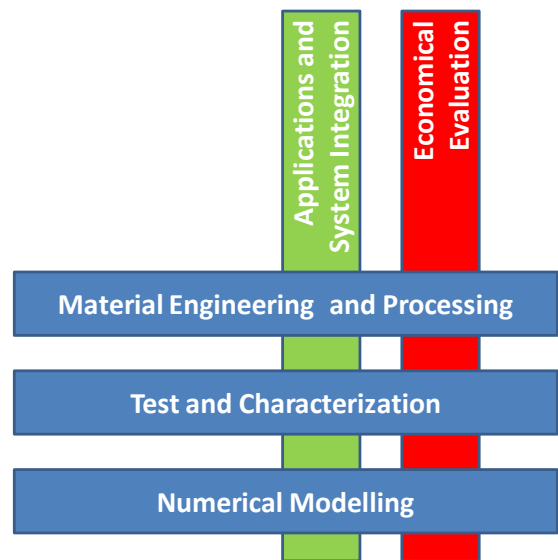 Applications and
System Integration
Economical
Evaluation
Material Engineering and Processing
Test and Characterization
Numerical Modelling